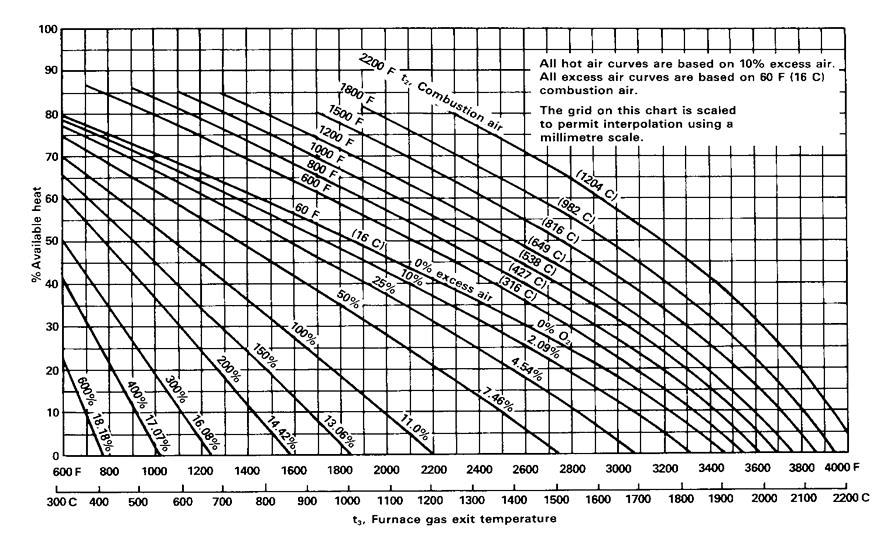 100
90
80
70
60
50
40
30
20
10
0
% Available heat
All hot air curves are based on 10% excess air.
All excess air curves are based on 60 F (16 C)
combustion air.
The grid on this chart is scaled
to permit interpolation using a
millimetre scale.
2200 F t₂, Combustion air
1800 F
1500 F
1200 F
1000 F
800 F
600 F
60 F
(16 C)
(1204 C)
(982 C)
(816 C)
(649 C)
(538 C)
(427 C)
(316 C)
0% excess air
10%
25%
50%
100%
150%
200%
300%
400%
600%
0% O₂
2.09%
4.54%
7.46%
11.0%
13.06%
14.42%
16.08%
17.07%
18.18%
600 F 800 1000 1200 1400 1600 1800 2000 2200 2400 2600 2800 3000 3200 3400 3600 3800 4000 F
300 C 400 500 600 700 800 900 1000 1100 1200 1300 1400 1500 1600 1700 1800 1900 2000 2100 2200 C
t₃, Furnace gas exit temperature